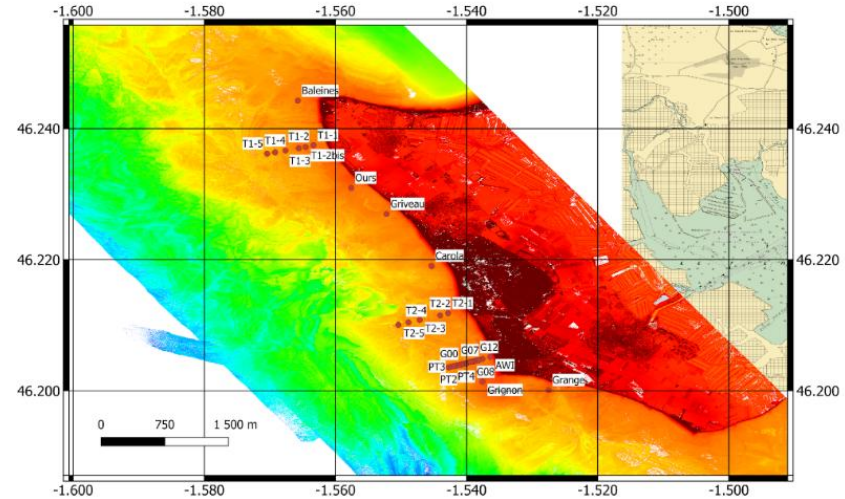 -1.600
-1.580
-1.560
-1.540
-1.520
-1.500
Baleines
46.240
46.240
T1-2
T1-1
T1-4
T1-5
T1-2bis
T1-3
Ours
Griveau
46.220
46.220
Carola
T2-2
T2-1
T2-4
T2-3
T2-5
G12
G07
G00
AWI
PT3
G08
PT4
PT2
Grignon
Grange
46.200
46.200
0
750
1 500 m
-1.600
-1.580
-1.560
-1.540
-1.520
-1.500